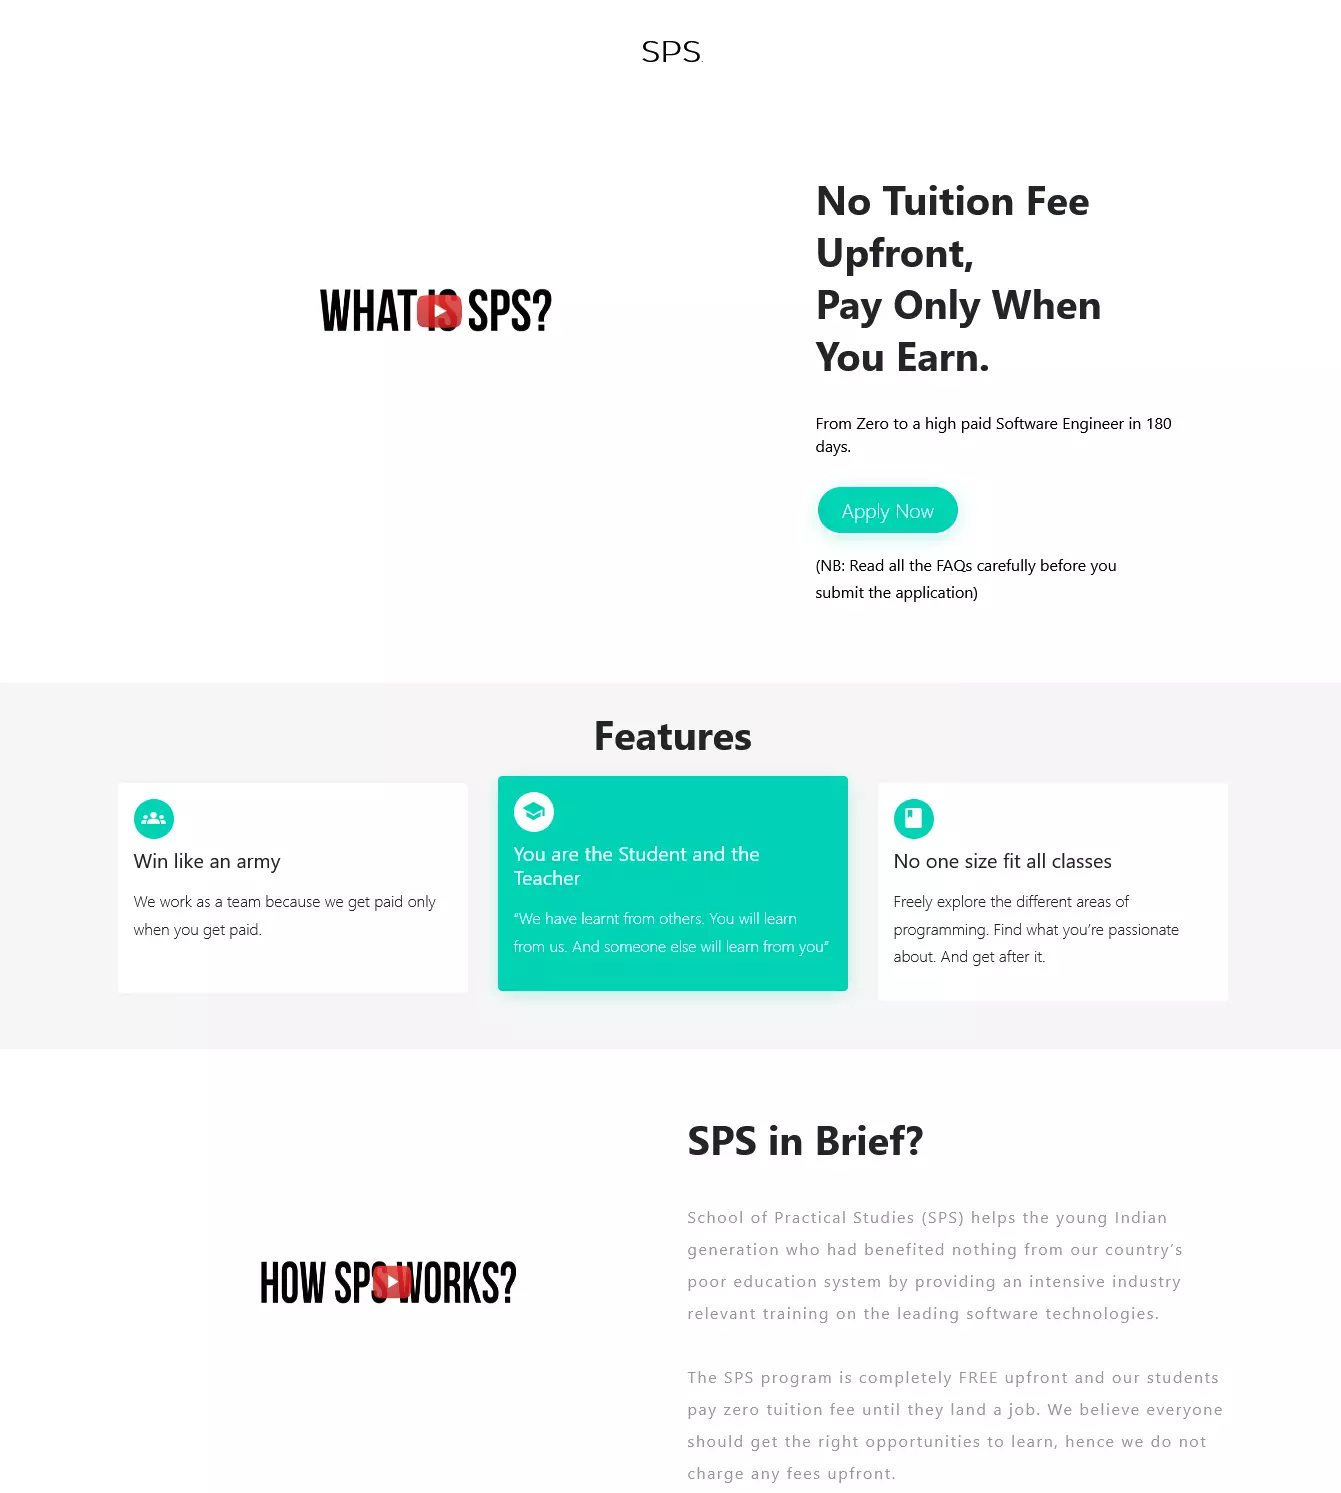 SPS.
WHAT IS SPS?
No Tuition Fee
Upfront,
Pay Only When
You Earn.
From Zero to a high paid Software Engineer in 180
days.
Apply Now
(NB: Read all the FAQs carefully before you
submit the application)
Features
Win like an army
We work as a team because we get paid only
when you get paid.
You are the Student and the
Teacher
“We have learnt from others. You will learn
from us. And someone else will learn from you”
No one size fit all classes
Freely explore the different areas of
programming. Find what you’re passionate
about. And get after it.
HOW SPS WORKS?
SPS in Brief?
School of Practical Studies (SPS) helps the young Indian
generation who had benefited nothing from our country’s
poor education system by providing an intensive industry
relevant training on the leading software technologies.
The SPS program is completely FREE upfront and our students
pay zero tuition fee until they land a job. We believe everyone
should get the right opportunities to learn, hence we do not
charge any fees upfront.